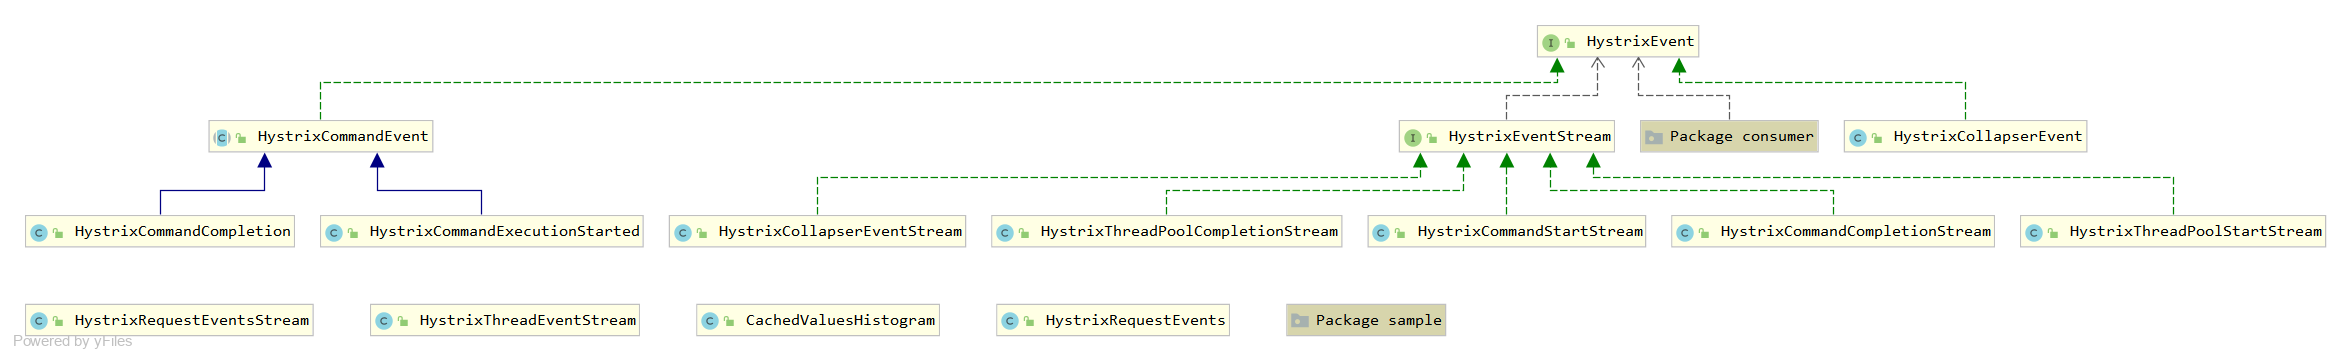 HystrixEvent
HystrixCommandEvent
HystrixEventStream
Package consumer
HystrixCollapserEvent
HystrixCommandCompletion
HystrixCommandExecutionStarted
HystrixCollapserEventStream
HystrixThreadPoolCompletionStream
HystrixCommandStartStream
HystrixCommandCompletionStream
HystrixThreadPoolStartStream
HystrixRequestEventsStream
HystrixThreadEventStream
CachedValuesHistogram
HystrixRequestEvents
Package sample
Powered by yFiles